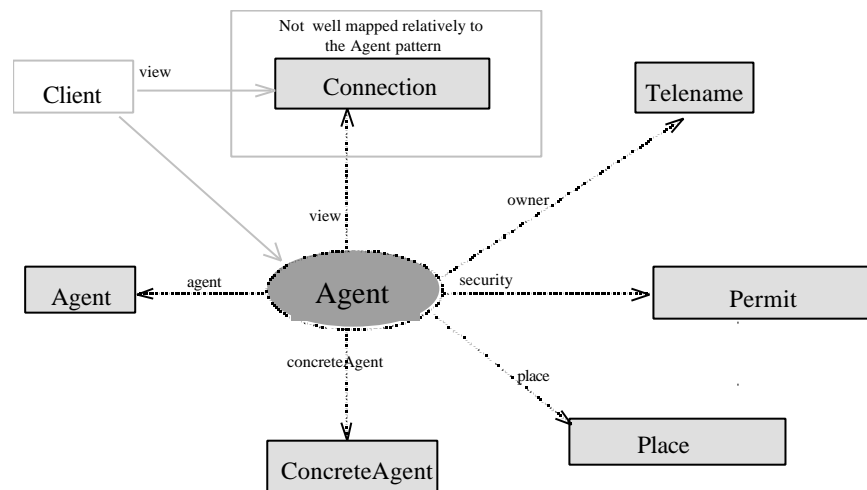 Not well mapped relatively to
the Agent pattern
view
Client
Connection
Telename
owner
view
agent
security
Agent
Agent
Permit
concreteAgent
place
Place
ConcreteAgent